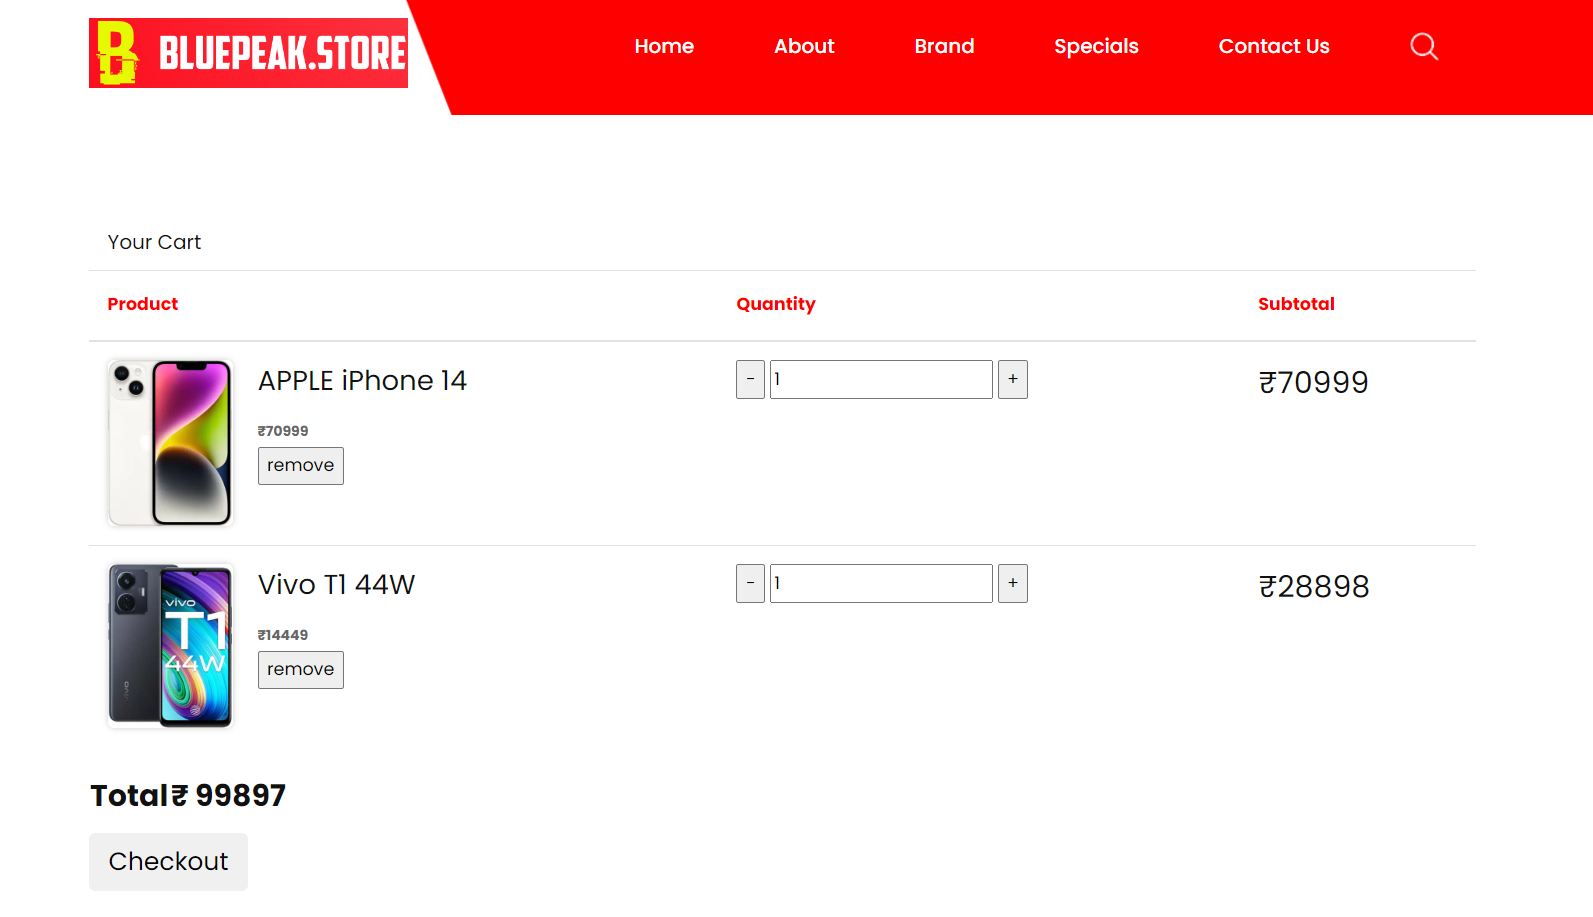 B BLUEPEAK.STORE
Home About Brand Specials Contact Us
Your Cart
Product Quantity Subtotal
APPLE iPhone 14 - 1 + ₹70999
₹70999
remove
Vivo T1 44W - 1 + ₹28898
vivo
T1
44W
vivo
₹14449
remove
Total₹ 99897
Checkout